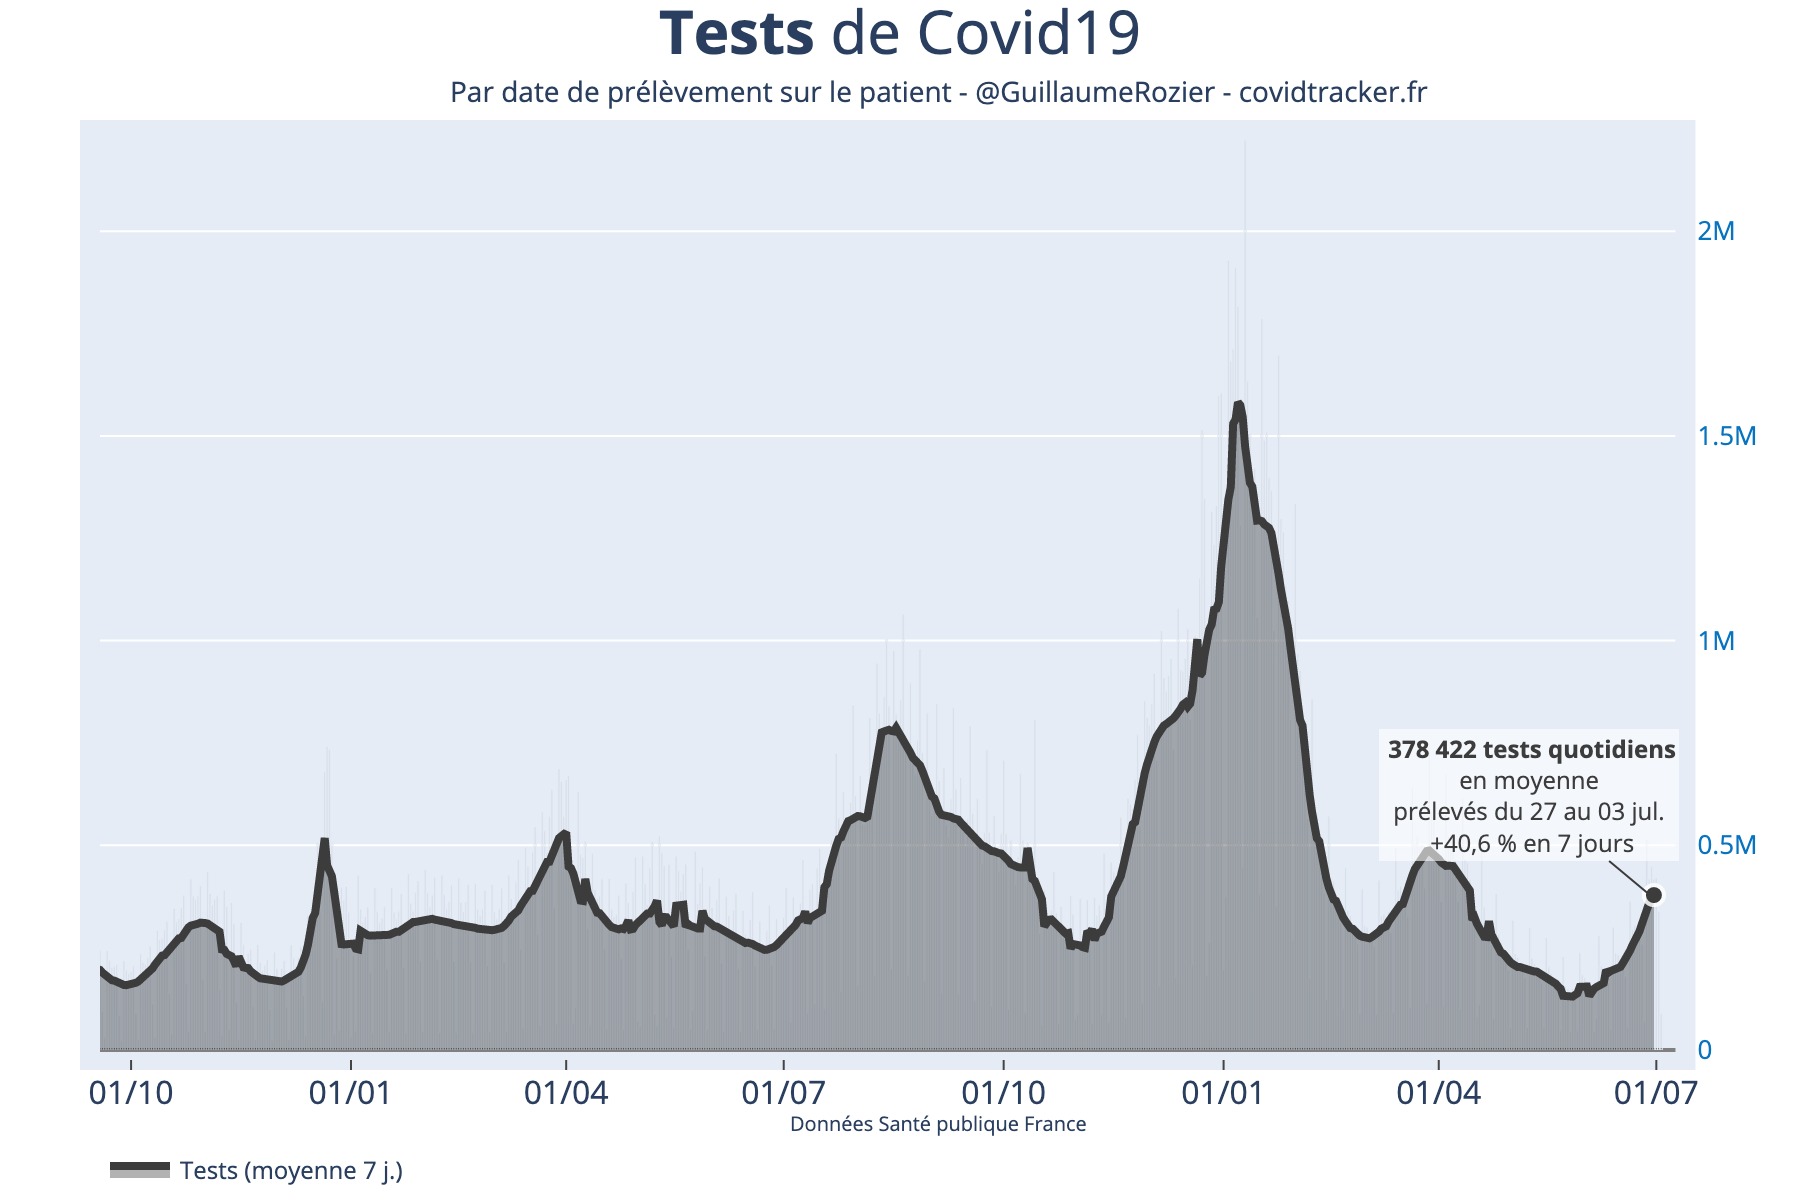 Tests de Covid19
Par date de prélèvement sur le patient - @GuillaumeRozier - covidtracker.fr
2M
1.5M
1M
378 422 tests quotidiens
en moyenne
prélevés du 27 au 03 jul.
+40,6 % en 7 jours
0.5M
0
01/10 01/01 01/04 01/07 01/10 01/01 01/04 01/07
Données Santé publique France
Tests (moyenne 7 j.)